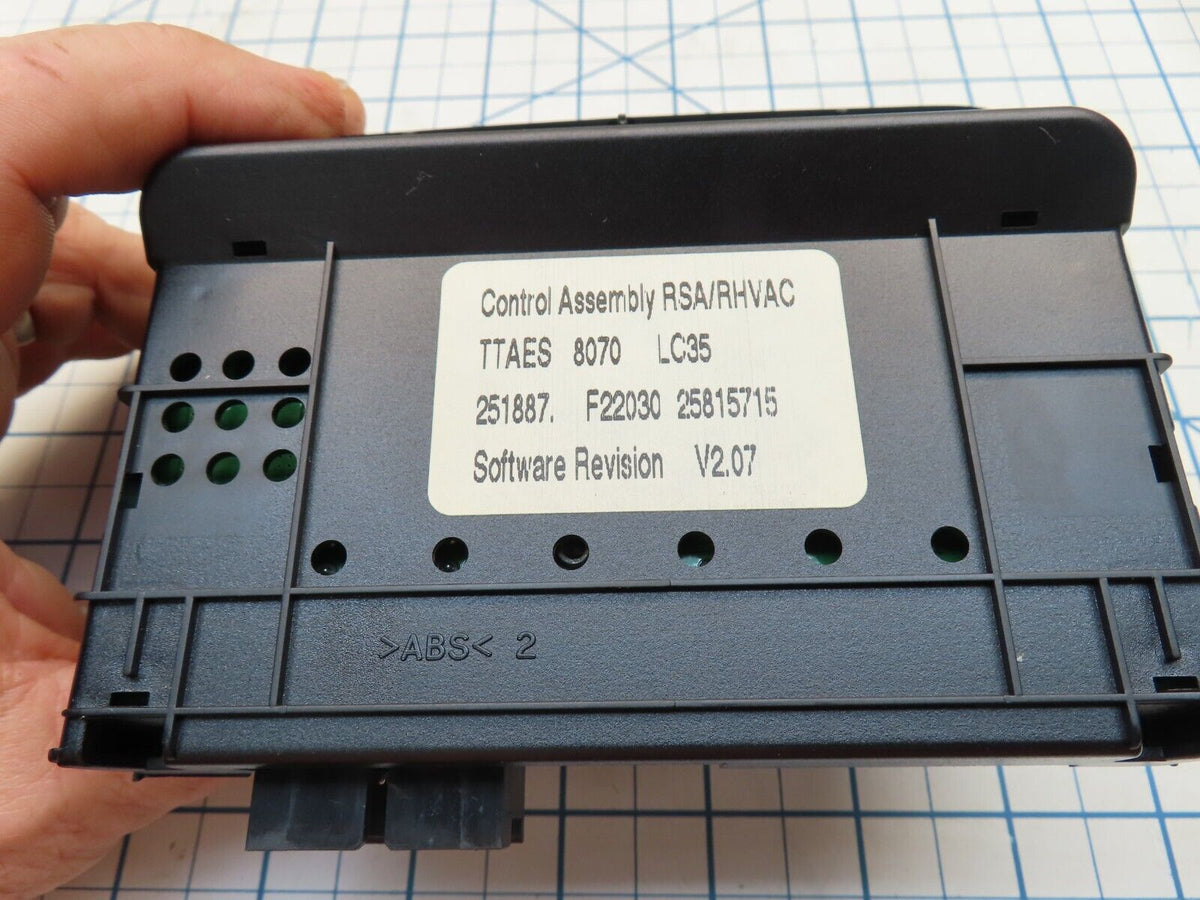 Control Assembly RSA/RHVAC
TTAES 8070 LC35
251887. F22030 25815715
Software Revision V2.07
>ABS< 2